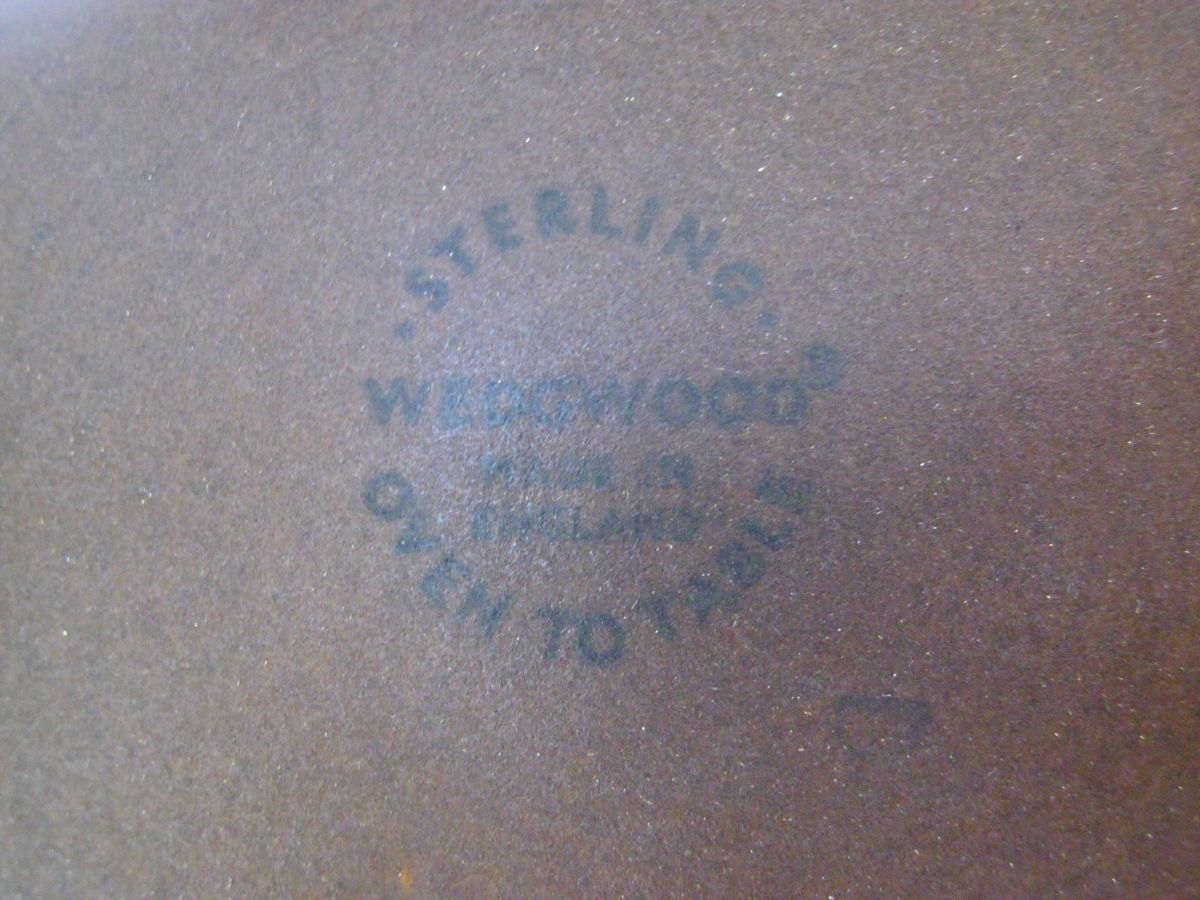 · STERLING ·
WEDGWOOD®
MADE IN
ENGLAND
OVEN TO TABLE